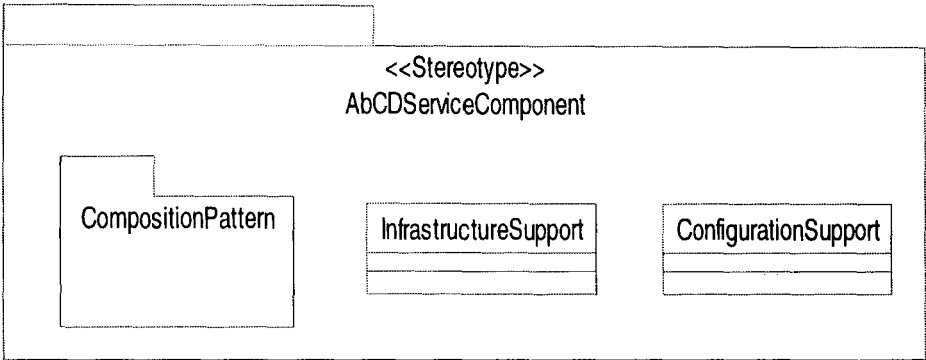 <<Stereotype>>
AbCDServiceComponent
CompositionPattern
InfrastructureSupport
ConfigurationSupport